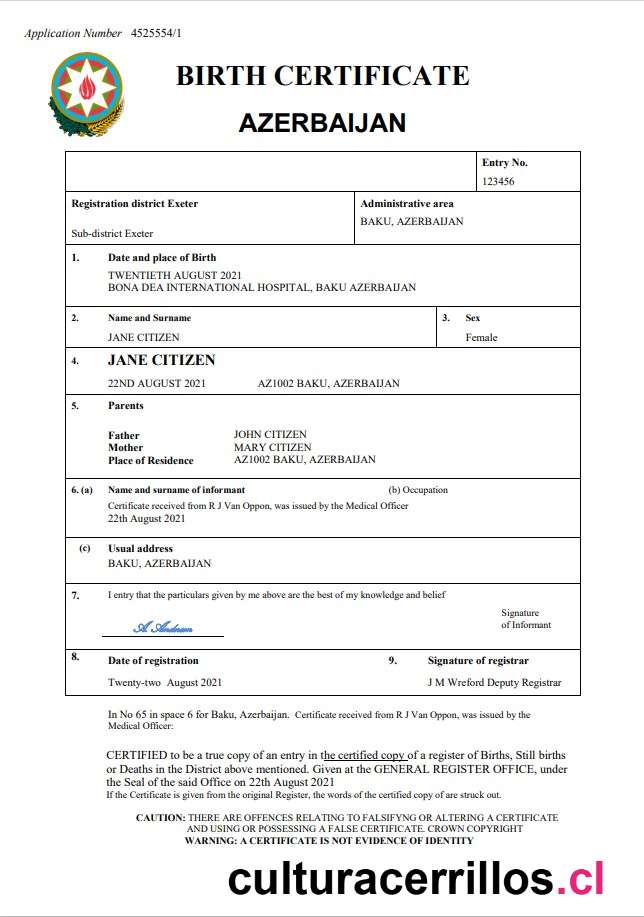 Application Number 4525554/1
BIRTH CERTIFICATE
AZERBAIJAN
Entry No.
123456
Registration district Exeter
Sub-district Exeter
Administrative area
BAKU, AZERBAIJAN
1. Date and place of Birth
TWENTIETH AUGUST 2021
BONA DEA INTERNATIONAL HOSPITAL, BAKU AZERBAIJAN
2. Name and Surname
JANE CITIZEN
3. Sex
Female
4. JANE CITIZEN
22ND AUGUST 2021 AZ1002 BAKU, AZERBAIJAN
5. Parents
Father JOHN CITIZEN
Mother MARY CITIZEN
Place of Residence AZ1002 BAKU, AZERBAIJAN
6. (a) Name and surname of informant (b) Occupation
Certificate received from R J Van Oppon, was issued by the Medical Officer
22th August 2021
(c) Usual address
BAKU, AZERBAIJAN
7. I entry that the particulars given by me above are the best of my knowledge and belief
A. Andnam
Signature
of Informant
8. Date of registration
Twenty-two August 2021
9. Signature of registrar
J M Wreford Deputy Registrar
In No 65 in space 6 for Baku, Azerbaijan. Certificate received from R J Van Oppon, was issued by the
Medical Officer:
CERTIFIED to be a true copy of an entry in the certified copy of a register of Births, Still births
or Deaths in the District above mentioned. Given at the GENERAL REGISTER OFFICE, under
the Seal of the said Office on 22th August 2021
If the Certificate is given from the original Register, the words of the certified copy of are struck out.
CAUTION: THERE ARE OFFENCES RELATING TO FALSIFYNG OR ALTERING A CERTIFICATE
AND USING OR POSSESSING A FALSE CERTIFICATE. CROWN COPYRIGHT
WARNING: A CERTIFICATE IS NOT EVIDENCE OF IDENTITY
culturacerrillos.cl